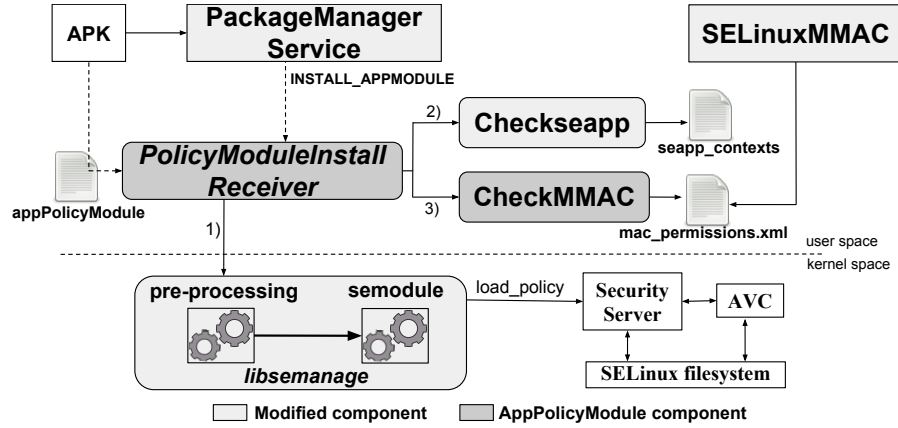 APK
PackageManager
Service
SELinuxMMAC
INSTALL_APPMODULE
2)
Checkseapp
seapp_contexts
PolicyModuleInstall
Receiver
appPolicyModule
3)
CheckMMAC
mac_permissions.xml
1)
user space
kernel space
pre-processing
semodule
libsemanage
load_policy
Security
Server
AVC
SELinux filesystem
Modified component
AppPolicyModule component